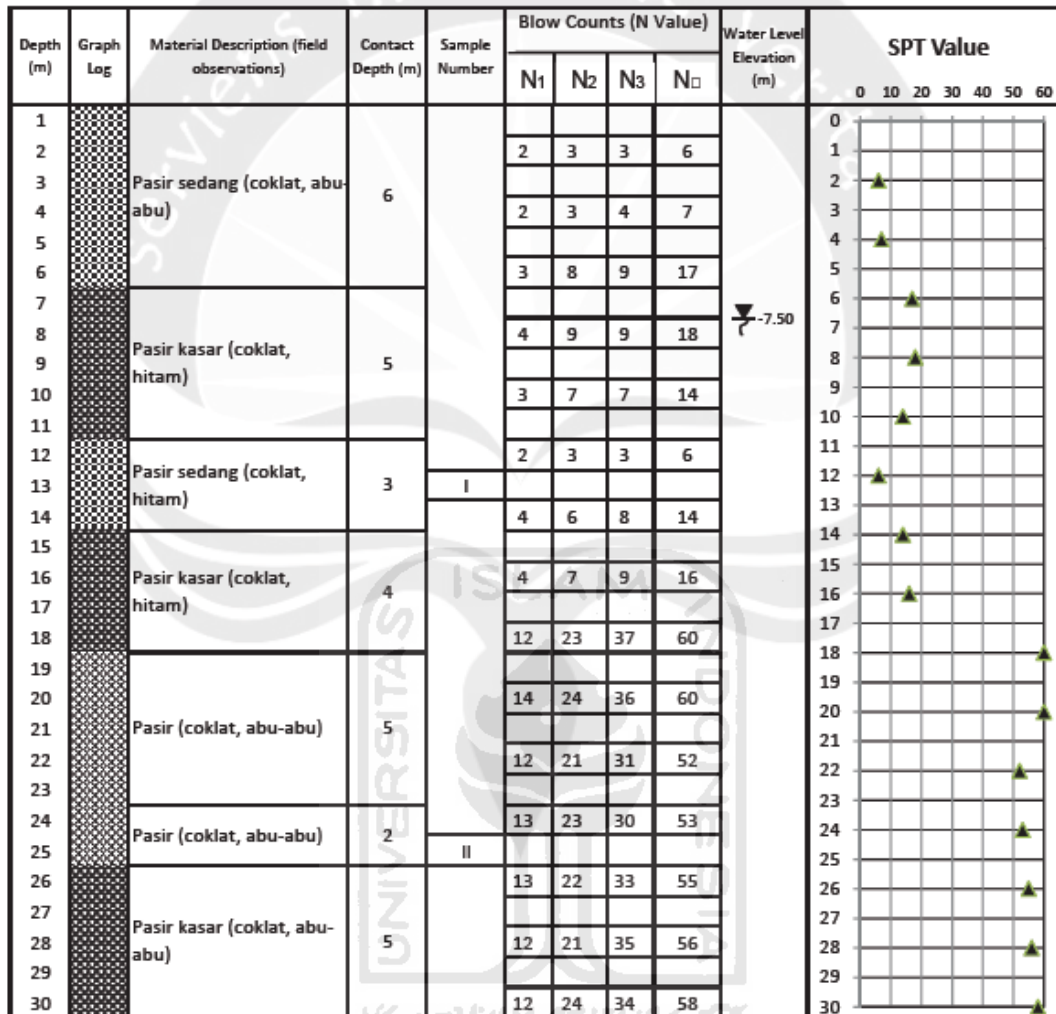 Depth (m) Graph Log Material Description (field observations) Contact Depth (m) Sample Number Blow Counts (N Value) Water Level Elevation (m) SPT Value
N1 N2 N3 N□
0 10 20 30 40 50 60
1
2 2 3 3 6
3 Pasir sedang (coklat, abu-abu) 6
4 2 3 4 7
5
6 3 8 9 17
7 -7.50
8 4 9 9 18
9 Pasir kasar (coklat, hitam) 5
10 3 7 7 14
11
12 2 3 3 6
13 Pasir sedang (coklat, hitam) 3 I
14 4 6 8 14
15
16 Pasir kasar (coklat, hitam) 4 4 7 9 16
17
18 12 23 37 60
19
20 14 24 36 60
21 Pasir (coklat, abu-abu) 5
22 12 21 31 52
23
24 Pasir (coklat, abu-abu) 2 13 23 30 53
25 II
26 13 22 33 55
27
28 Pasir kasar (coklat, abu-abu) 5 12 21 35 56
29
30 12 24 34 58
0
1
2
3
4
5
6
7
8
9
10
11
12
13
14
15
16
17
18
19
20
21
22
23
24
25
26
27
28
29
30
UNIVERSITAS
ISLAM
INDONESIA